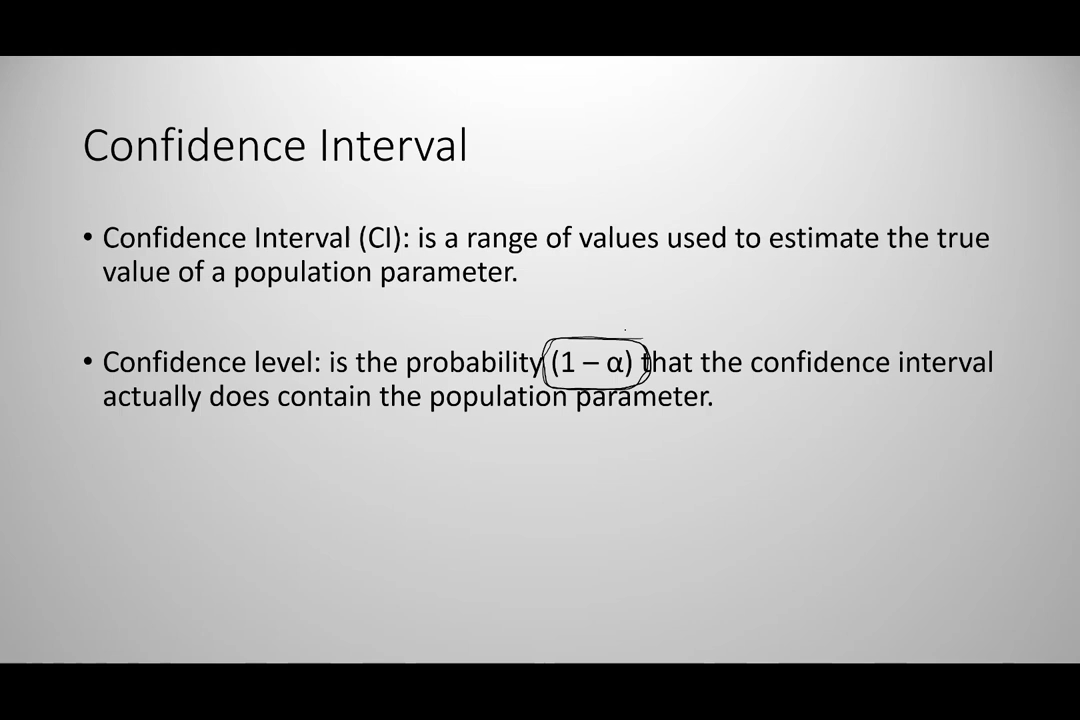 Confidence Interval
• Confidence Interval (CI): is a range of values used to estimate the true
value of a population parameter.
• Confidence level: is the probability (1 – α) that the confidence interval
actually does contain the population parameter.